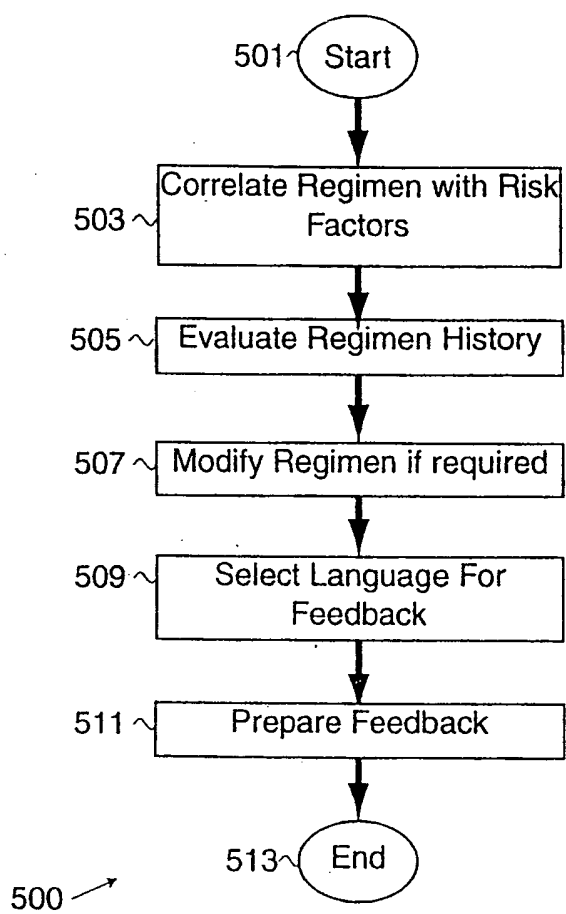 501 Start
503 Correlate Regimen with Risk
Factors
505 Evaluate Regimen History
507 Modify Regimen if required
509 Select Language For
Feedback
511 Prepare Feedback
513 End
500